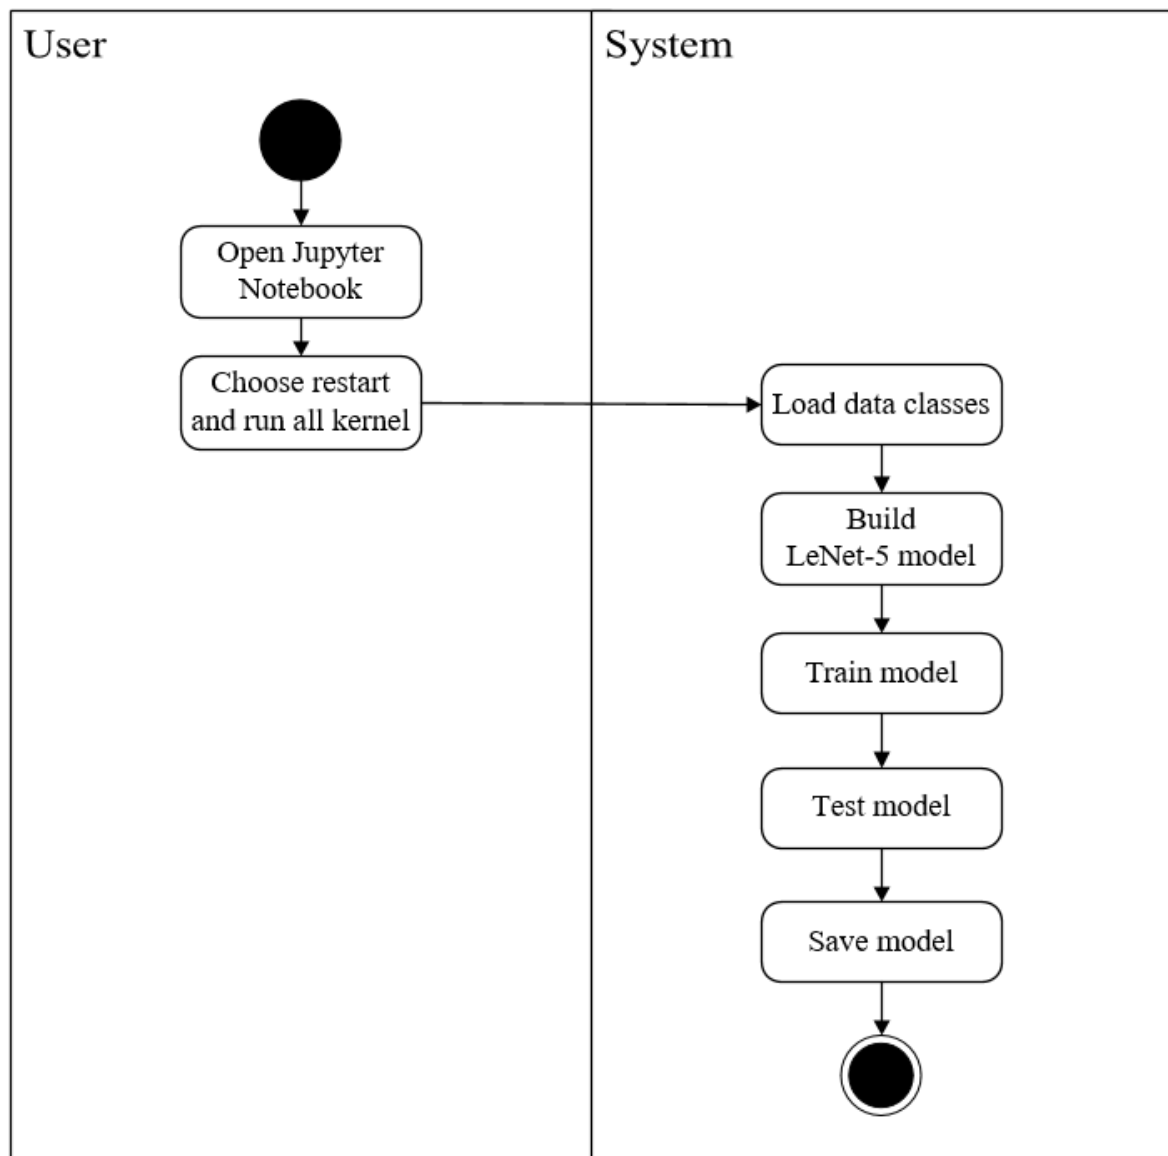 User
System
Open Jupyter
Notebook
Choose restart
and run all kernel
Load data classes
Build
LeNet-5 model
Train model
Test model
Save model